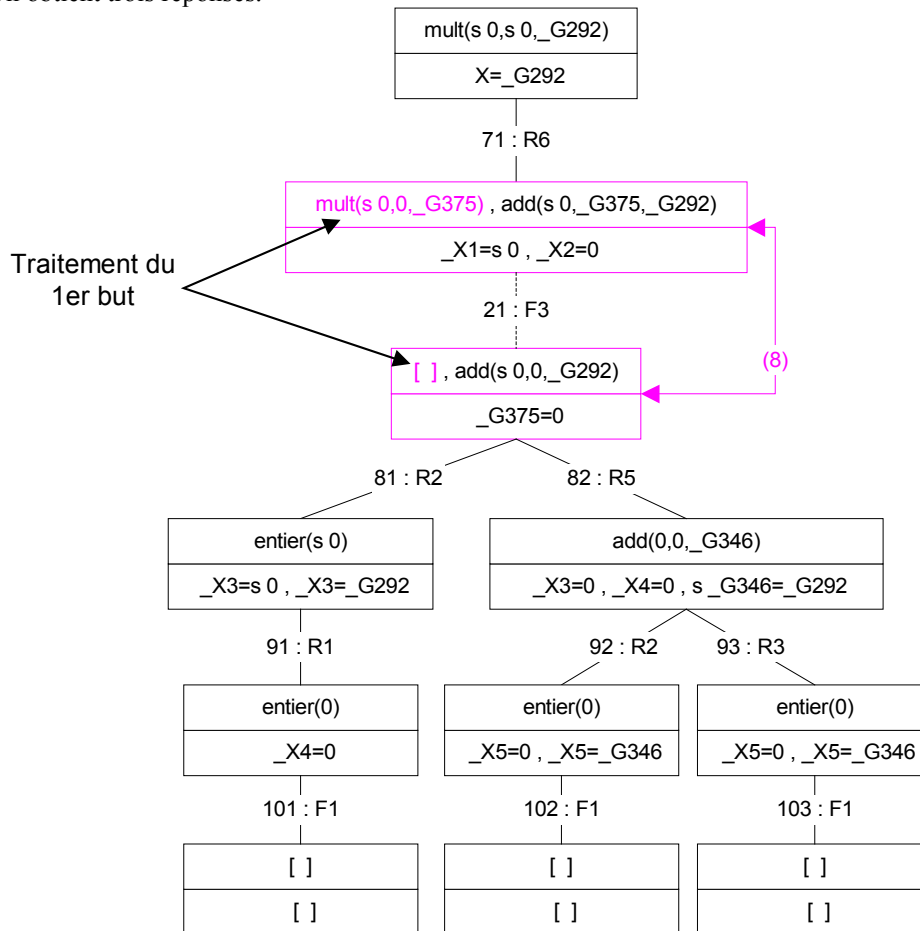 obtient trois réponses.
mult(s 0,s 0,_G292)
X=_G292
71 : R6
mult(s 0,0,_G375) , add(s 0,_G375,_G292)
_X1=s 0 , _X2=0
Traitement du
1er but
21 : F3
(8)
[ ] , add(s 0,0,_G292)
_G375=0
81 : R2 82 : R5
entier(s 0) add(0,0,_G346)
_X3=s 0 , _X3=_G292 _X3=0 , _X4=0 , s _G346=_G292
91 : R1 92 : R2 93 : R3
entier(0) entier(0) entier(0)
_X4=0 _X5=0 , _X5=_G346 _X5=0 , _X5=_G346
101 : F1 102 : F1 103 : F1
[ ] [ ] [ ]
[ ] [ ] [ ]